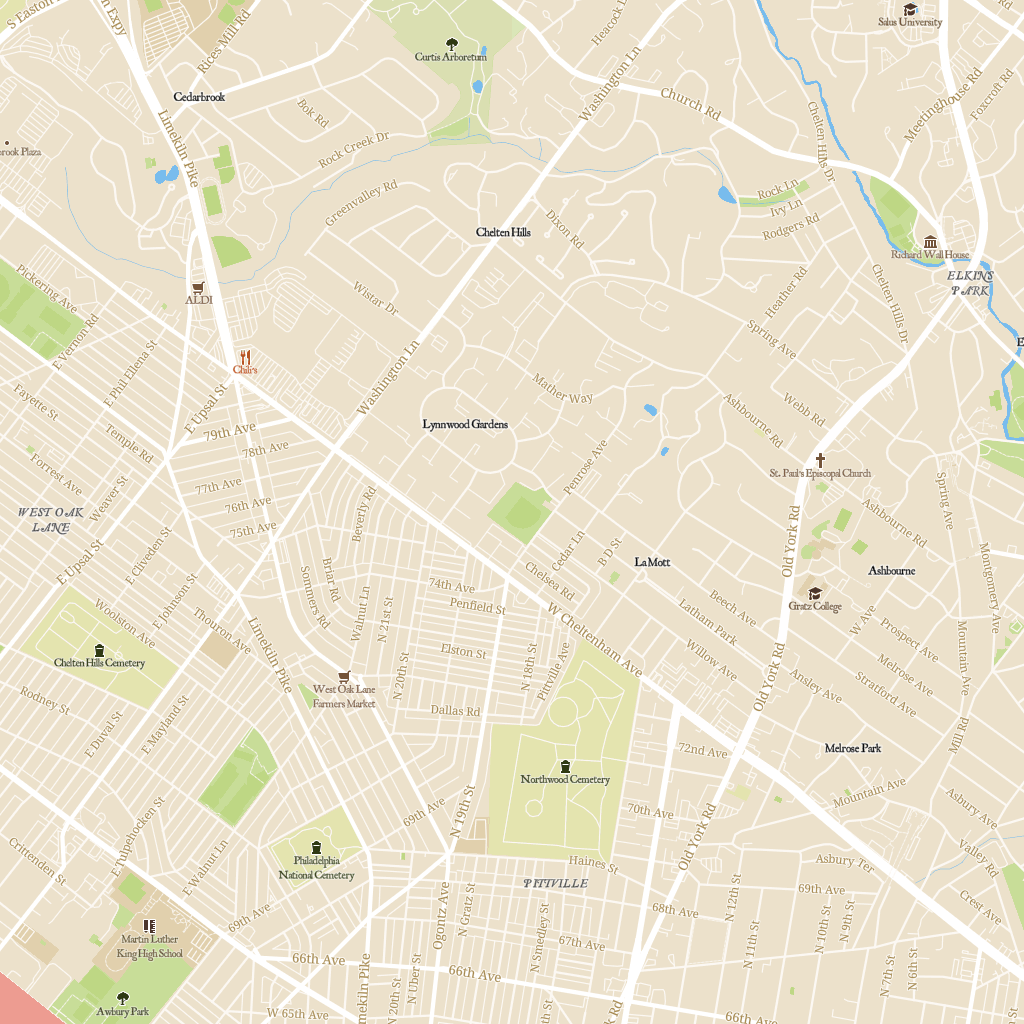 S Easton
Expy
Rices Mill Rd
Heacock
Salus University
Curtis Arboretum
Washington Ln
Church Rd
Meetinghouse Rd
Foxcroft Rd
Cedarbrook
Bok Rd
Limekiln Pike
Rock Creek Dr
Chelten Hills Dr
Plaza
Greenvalley Rd
Rock Ln
Ivy Ln
Rodgers Rd
Chelten Hills
Dixon Rd
Richard Wall House
Pickering Ave
ALDI
Wistar Dr
Heather Rd
Chelten Hills Dr
ELKINS
PARK
E Vernon Rd
E Phil Ellena St
Spring Ave
E
Chili's
Washington Ln
Mather Way
Fayette St
E Upsal St
79th Ave
Lynnwood Gardens
Ashbourne Rd
Webb Rd
Temple Rd
78th Ave
Penrose Ave
St. Paul's Episcopal Church
Forrest Ave
Weaver St
77th Ave
76th Ave
75th Ave
Beverly Rd
Spring Ave
WEST OAK
LANE
Ashbourne Rd
Old York Rd
E Upsal St
E Cliveden St
Cedar Ln
B D St
La Mott
Ashbourne
Montgomery Ave
Briar Rd
Sommers Rd
74th Ave
Chelsea Rd
E Johnson St
Walnut Ln
N 21st St
Penfield St
Gratz College
Beech Ave
Latham Park
Woolston Ave
Thouron Ave
W Cheltenham Ave
W Ave
Prospect Ave
Mountain Ave
Limekiln Pike
Elston St
N 18th St
Pittville Ave
Willow Ave
Chelten Hills Cemetery
N 20th St
Old York Rd
Ansley Ave
Melrose Ave
Stratford Ave
West Oak Lane
Farmers Market
Rodney St
E Duval St
E Mayland St
Dallas Rd
Mill Rd
72nd Ave
Melrose Park
Northwood Cemetery
Mountain Ave
Asbury Ave
E Tulpehocken St
69th Ave
N 19th St
70th Ave
Old York Rd
Crittenden St
E Walnut Ln
Philadelphia
National Cemetery
Haines St
Asbury Ter
Valley Rd
PITTVILLE
69th Ave
Crest Ave
69th Ave
Ogontz Ave
N Gratz St
N Smedley St
68th Ave
N 12th St
N 11th St
N 10th St
N 9th St
Martin Luther
King High School
67th Ave
66th Ave
66th Ave
N 7th St
N 6th St
Limekiln Pike
N 20th St
N Uber St
Awbury Park
W 65th Ave
66th Ave